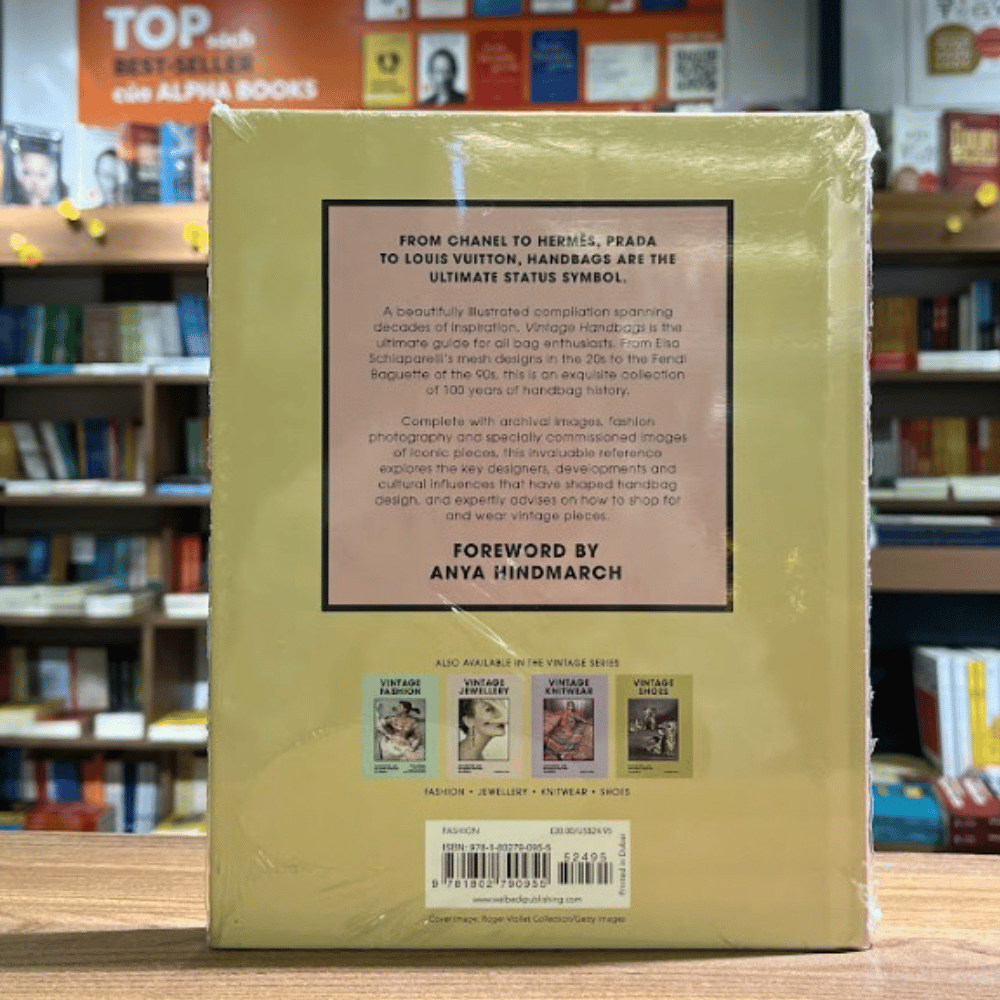 TOP sách
BEST-SELLER
của ALPHA BOOKS
FROM CHANEL TO HERMÈS, PRADA
TO LOUIS VUITTON, HANDBAGS ARE THE
ULTIMATE STATUS SYMBOL.
A beautifully illustrated compilation spanning
decades of inspiration, Vintage Handbags is the
ultimate guide for all bag enthusiasts. From Elsa
Schiaparelli's mesh designs in the 20s to the Fendi
Baguette of the 90s, this is an exquisite collection
of 100 years of handbag history.
Complete with archival images, fashion
photography and specially commissioned images
of iconic pieces, this invaluable reference
explores the key designers, developments and
cultural influences that have shaped handbag
design, and expertly advises on how to shop for
and wear vintage pieces.
FOREWORD BY
ANYA HINDMARCH
ALSO AVAILABLE IN THE VINTAGE SERIES
VINTAGE
FASHION
VINTAGE
JEWELLERY
VINTAGE
KNITWEAR
VINTAGE
SHOES
FASHION • JEWELLERY • KNITWEAR • SHOES
FASHION £20.00/US$24.95
ISBN: 978-1-80279-095-5
52495
9 781802 790955
Printed in Dubai
www.welbeckpublishing.com
Cover image: Roger Viollet Collection/Getty Images